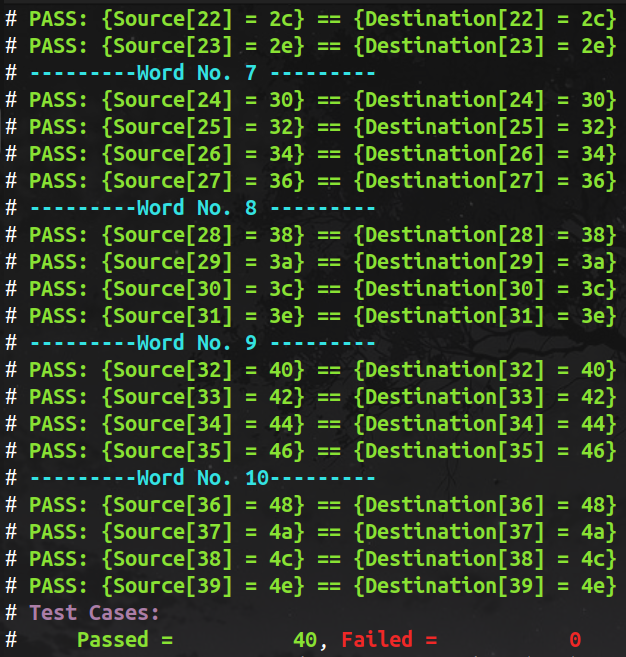 # PASS: {Source[22] = 2c} == {Destination[22] = 2c}
# PASS: {Source[23] = 2e} == {Destination[23] = 2e}
# ---------Word No. 7 ---------
# PASS: {Source[24] = 30} == {Destination[24] = 30}
# PASS: {Source[25] = 32} == {Destination[25] = 32}
# PASS: {Source[26] = 34} == {Destination[26] = 34}
# PASS: {Source[27] = 36} == {Destination[27] = 36}
# ---------Word No. 8 ---------
# PASS: {Source[28] = 38} == {Destination[28] = 38}
# PASS: {Source[29] = 3a} == {Destination[29] = 3a}
# PASS: {Source[30] = 3c} == {Destination[30] = 3c}
# PASS: {Source[31] = 3e} == {Destination[31] = 3e}
# ---------Word No. 9 ---------
# PASS: {Source[32] = 40} == {Destination[32] = 40}
# PASS: {Source[33] = 42} == {Destination[33] = 42}
# PASS: {Source[34] = 44} == {Destination[34] = 44}
# PASS: {Source[35] = 46} == {Destination[35] = 46}
# ---------Word No. 10---------
# PASS: {Source[36] = 48} == {Destination[36] = 48}
# PASS: {Source[37] = 4a} == {Destination[37] = 4a}
# PASS: {Source[38] = 4c} == {Destination[38] = 4c}
# PASS: {Source[39] = 4e} == {Destination[39] = 4e}
# Test Cases:
#     Passed =          40, Failed =           0